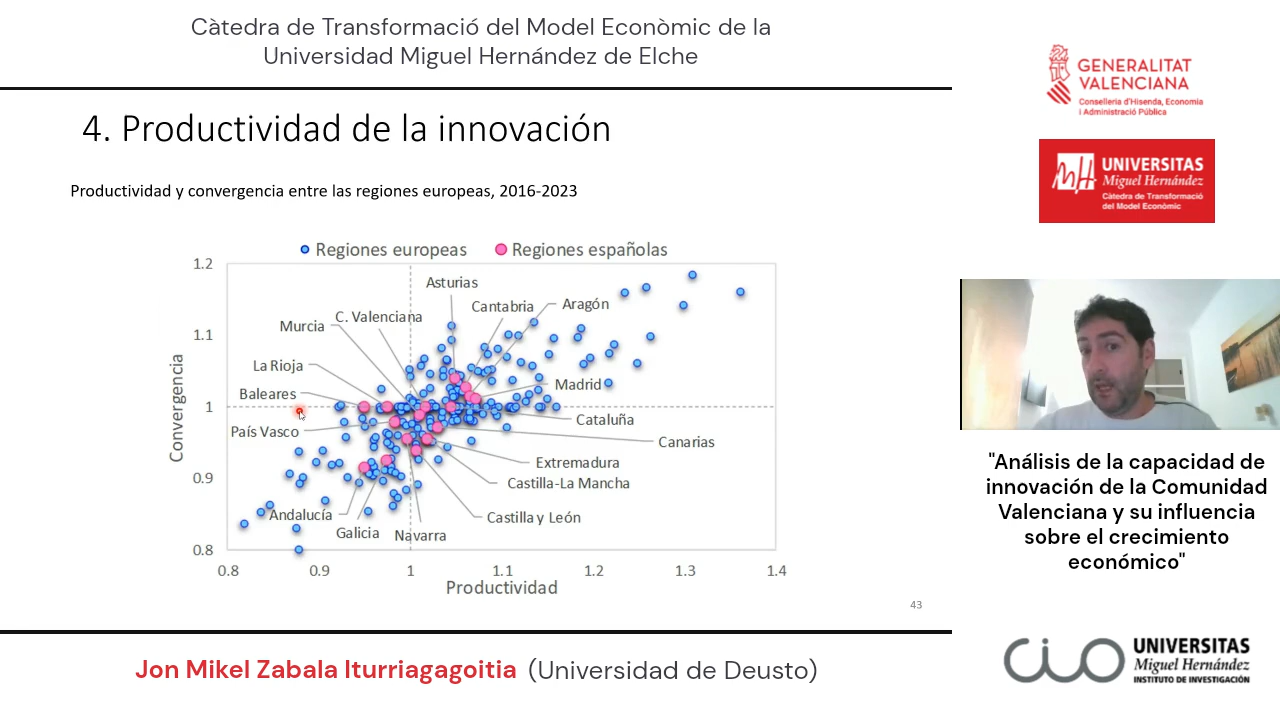 Càtedra de Transformació del Model Econòmic de la
Universidad Miguel Hernández de Elche
4. Productividad de la innovación
Productividad y convergencia entre las regiones europeas, 2016-2023
Regiones europeas
Regiones españolas
1.2
1.1
1
0.9
0.8
Convergencia
Asturias
Cantabria
Aragón
C. Valenciana
Murcia
La Rioja
Baleares
Madrid
País Vasco
Cataluña
Canarias
Extremadura
Castilla-La Mancha
Castilla y León
Andalucía
Galicia
Navarra
0.8
0.9
1
1.1
1.2
1.3
1.4
Productividad
43
Jon Mikel Zabala Iturriagagoitia (Universidad de Deusto)
GENERALITAT
VALENCIANA
Conselleria d'Hisenda, Economia
i Administració Pública
UNIVERSITAS
Miguel Hernández
Càtedra de Transformació
del Model Econòmic
"Análisis de la capacidad de
innovación de la Comunidad
Valenciana y su influencia
sobre el crecimiento
económico"
CIO
UNIVERSITAS
Miguel Hernández
INSTITUTO DE INVESTIGACIÓN